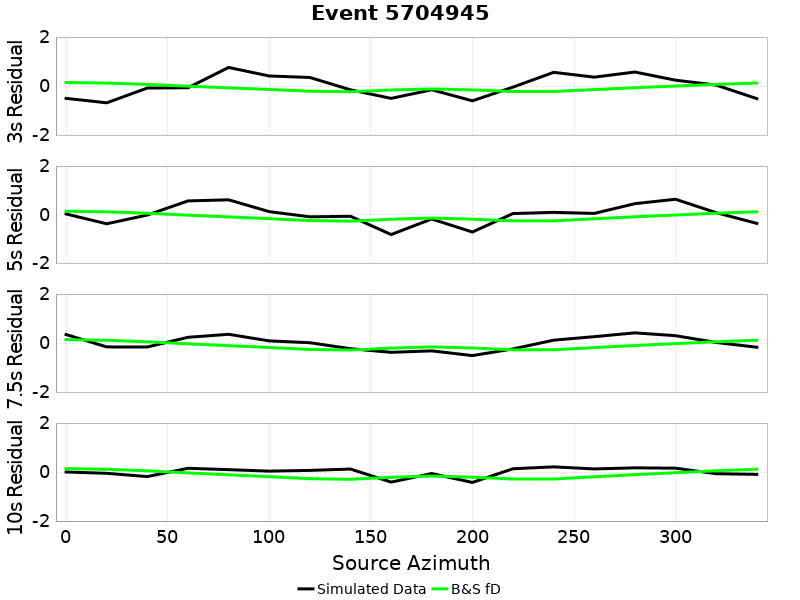 Event 5704945
3s Residual
2
0
-2
5s Residual
2
0
-2
7.5s Residual
2
0
-2
10s Residual
2
0
-2
0 50 100 150 200 250 300
Source Azimuth
Simulated Data B&S fD